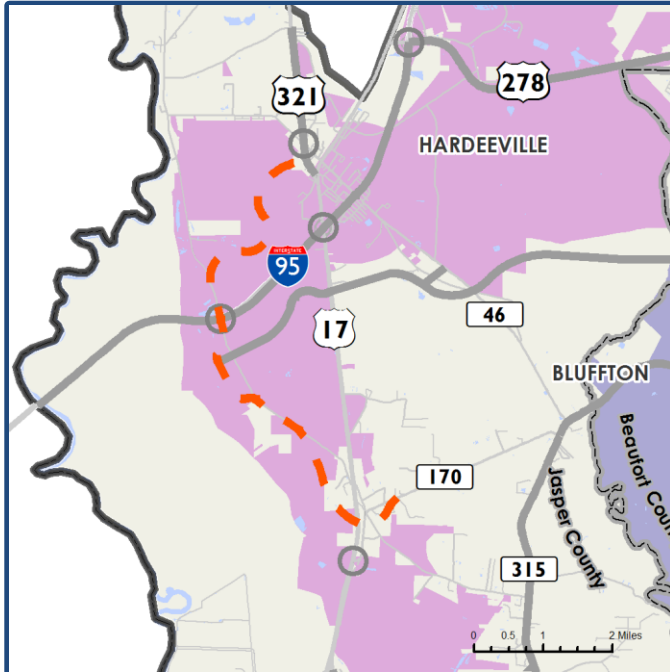 321
278
HARDEEVILLE
INTERSTATE
95
17
46
BLUFFTON
170
Beaufort Coun
Jasper County
315
0 0.5 1 2 Miles